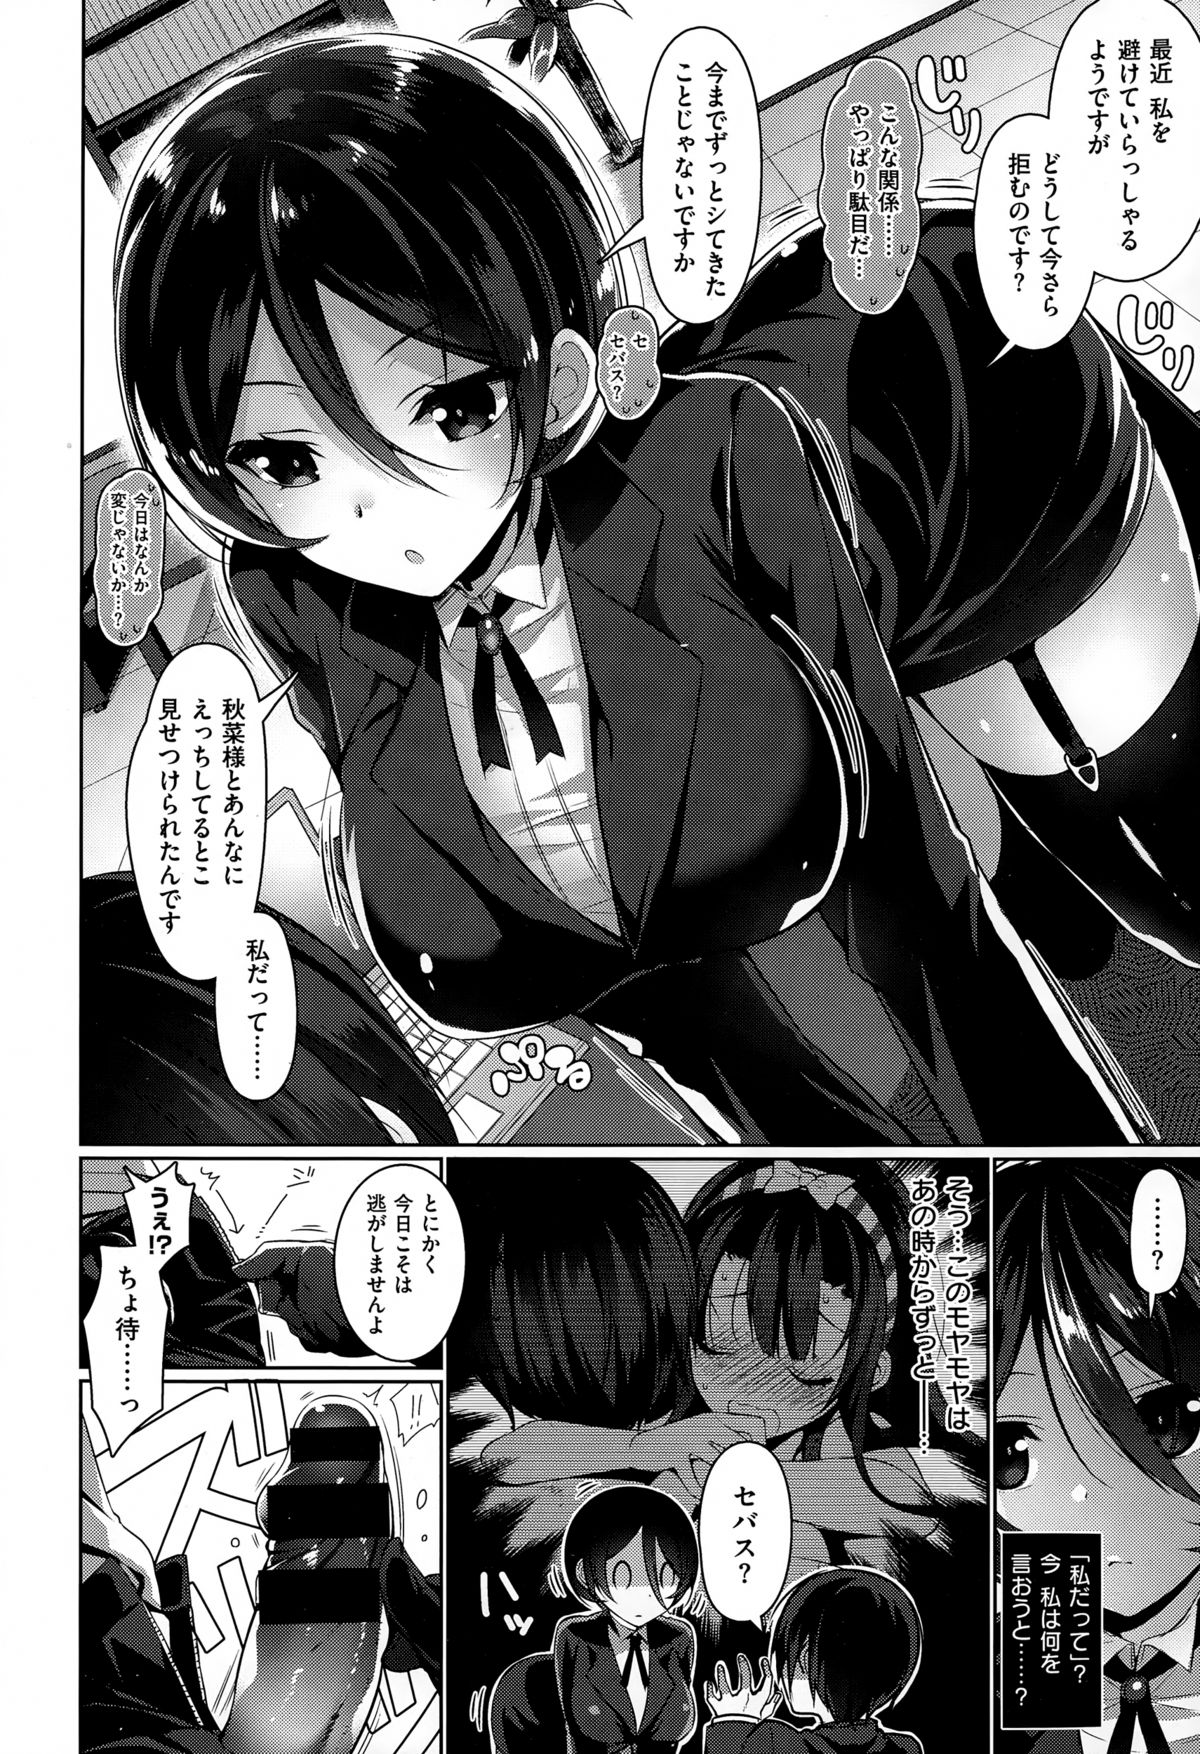 最近 私を
避けていらっしゃる
ようですが
どうして今さら
拒むのです？
じりっ
じりっ
こんな関係……
やっぱり駄目だ…
今までずっとシてきた
ことじゃないですか
セ
セバス？
今日はなんか
変じゃないか…？
秋菜様とあんなに
えっちしてるとこ
見せつけられたんです
私だって……
ぷる
……？
「私だって」？
今 私は何を
言おうと……？
そう…このモヤモヤは
あの時からずっと――…
セバス？
とにかく
今日こそは
逃がしませんよ
うぇ!?
ちょ待……っ